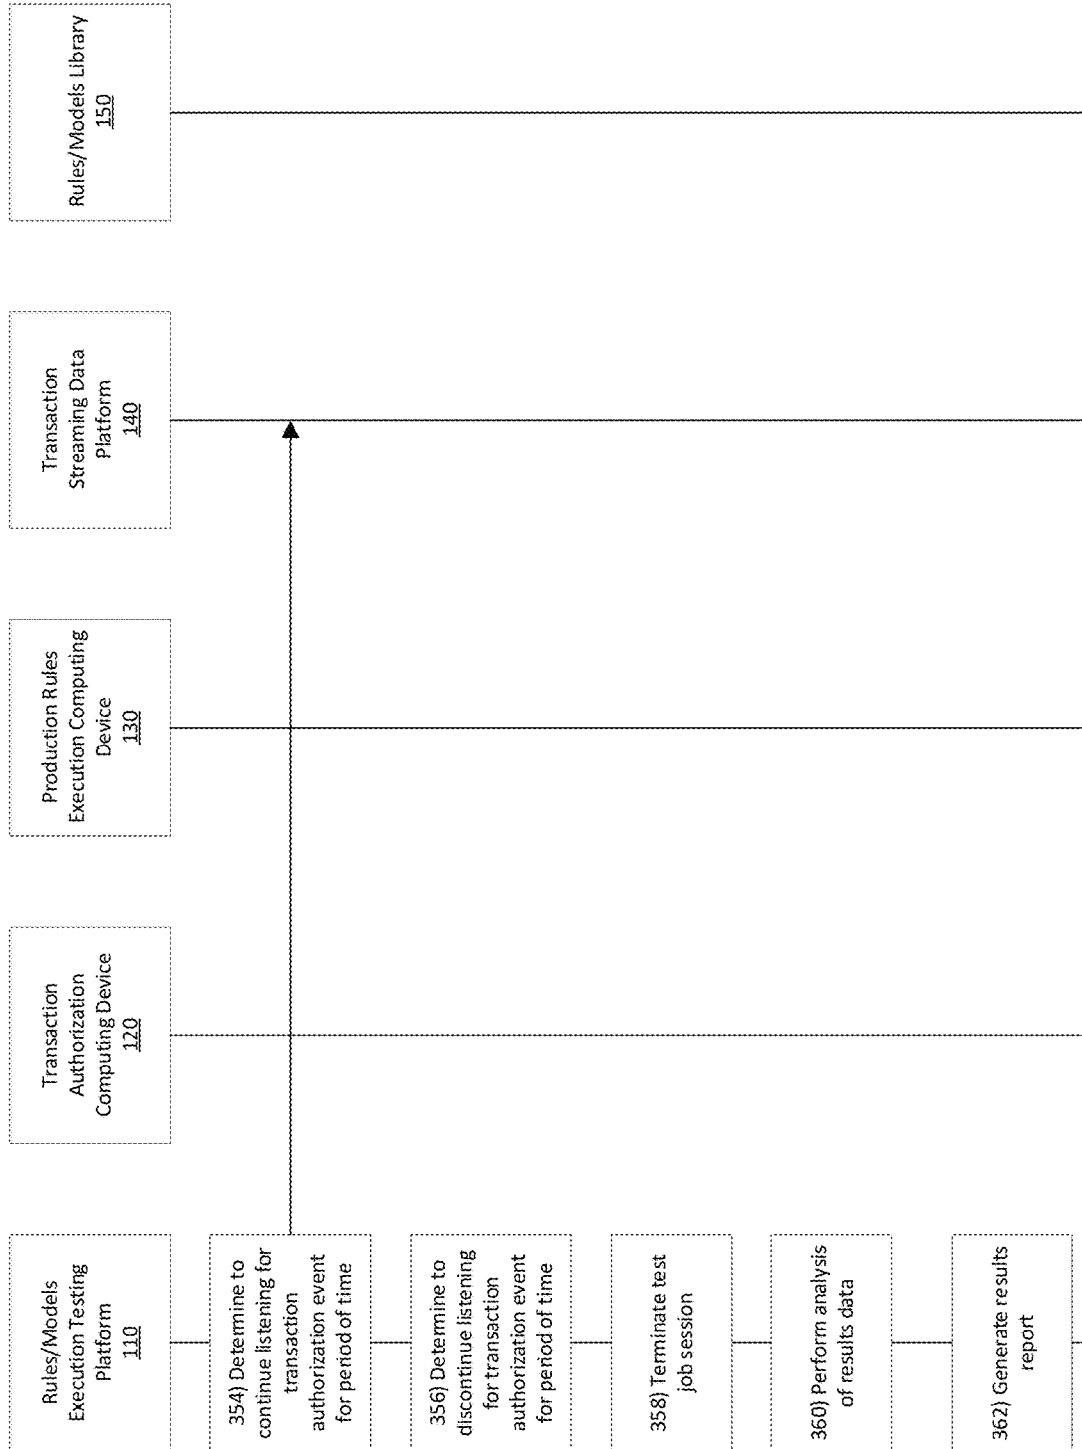 Rules/Models
Execution Testing
Platform
110
Transaction
Authorization
Computing Device
120
Production Rules
Execution Computing
Device
130
Transaction
Streaming Data
Platform
140
Rules/Models Library
150
354) Determine to
continue listening for
transaction
authorization event
for period of time
356) Determine to
discontinue listening
for transaction
authorization event
for period of time
358) Terminate test
job session
360) Perform analysis
of results data
362) Generate results
report